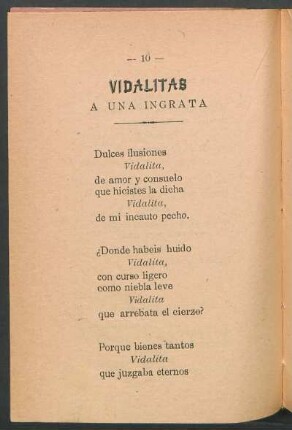 — 10 —
VIDALITAS
A UNA INGRATA
Dulces ilusiones
Vidalita,
de amor y consuelo
que hicistes la dicha
Vidalita,
de mi incauto pecho.
¿Donde habeis huido
Vidalita,
con curso ligero
como niebla leve
Vidalita
que arrebata el cierzo?
Porque bienes tantos
Vidalita
que juzgaba eternos